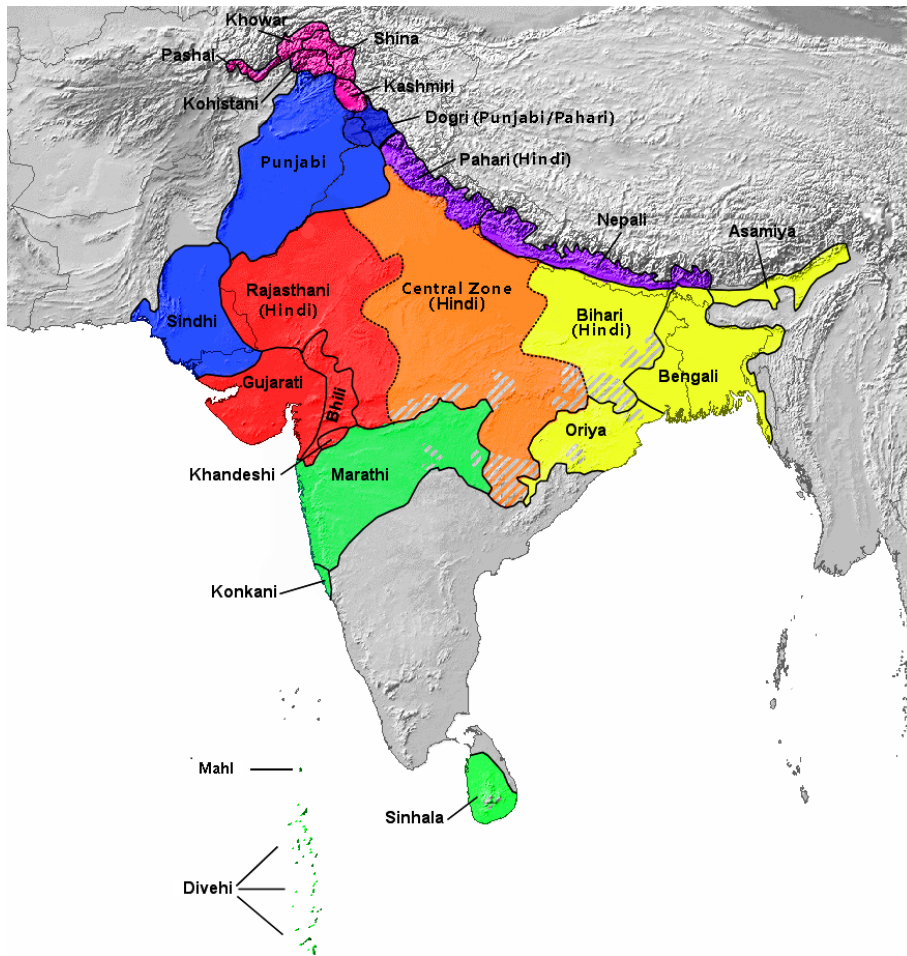 Khowar
Shina
Pashai
Kohistani
Kashmiri
Dogri (Punjabi/Pahari)
Punjabi
Pahari (Hindi)
Nepali
Asamiya
Rajasthani
(Hindi)
Central Zone
(Hindi)
Bihari
(Hindi)
Sindhi
Gujarati
Bhili
Bengali
Oriya
Khandeshi
Marathi
Konkani
Mahl
Sinhala
Divehi